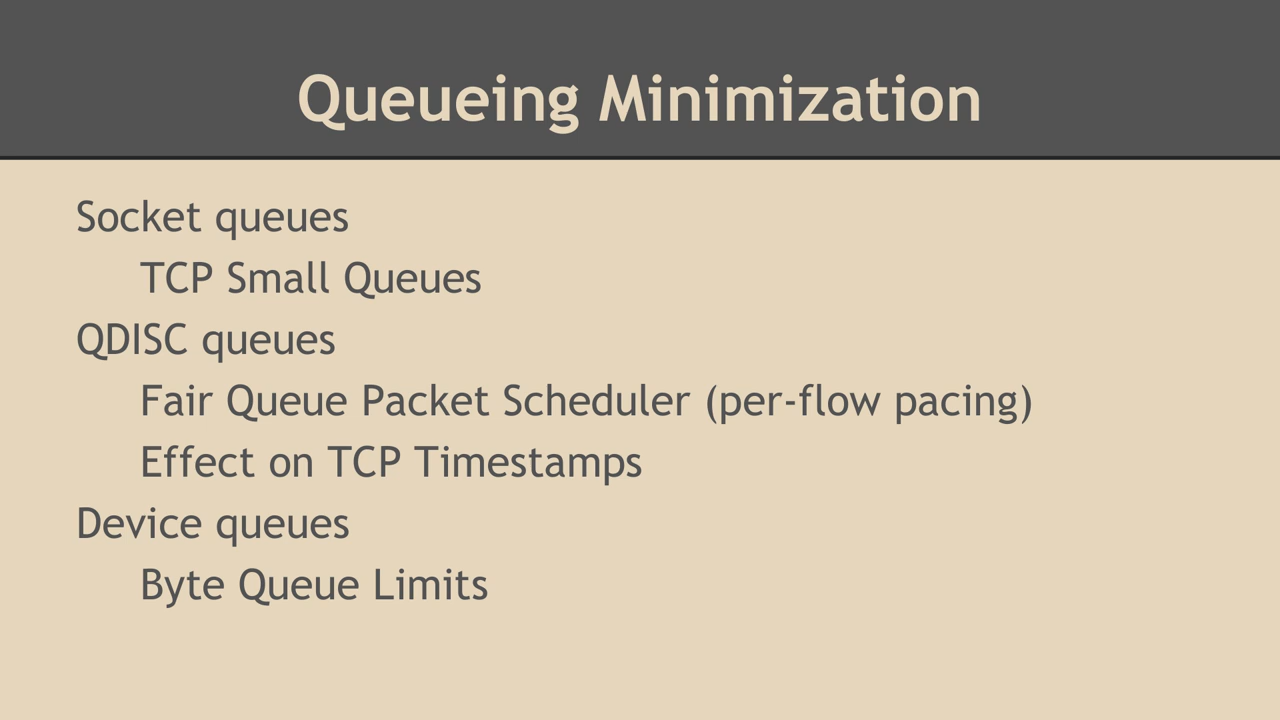 Queueing Minimization
Socket queues
TCP Small Queues
QDISC queues
Fair Queue Packet Scheduler (per-flow pacing)
Effect on TCP Timestamps
Device queues
Byte Queue Limits